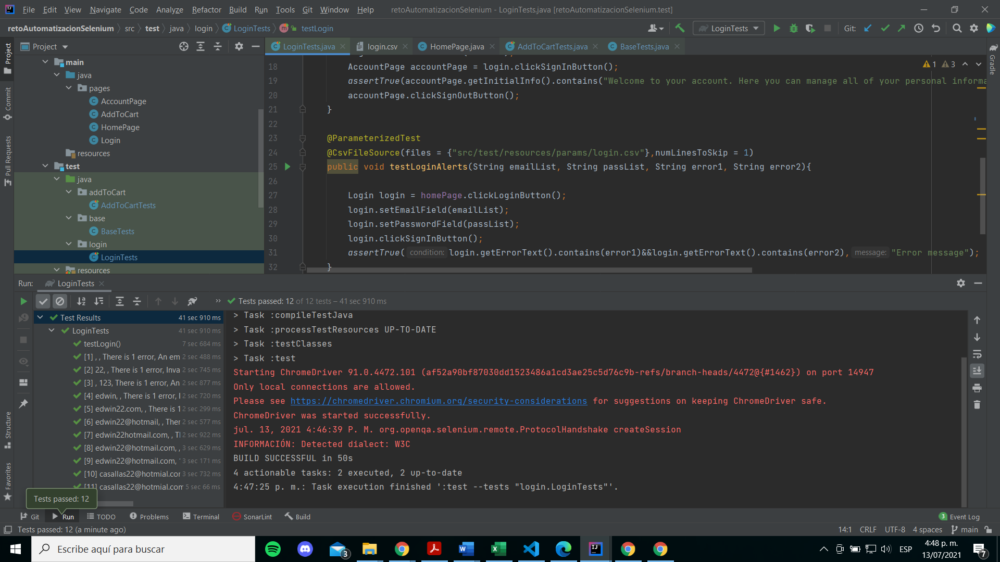 File Edit View Navigate Code Analyze Refactor Build Run Tools Git Window Help retoAutomatizacionSelenium - LoginTests.java [retoAutomatizacionSelenium.test]
retoAutomatizacionSelenium src test java login LoginTests testLogin LoginTests Git:
Project
LoginTests.java login.csv HomePage.java AddToCartTests.java BaseTests.java
Project
Commit
Pull Requests
Structure
Favorites
Gradle
main
java
pages
AccountPage
AddToCart
HomePage
Login
resources
test
java
addToCart
AddToCartTests
base
BaseTests
login
LoginTests
resources
1 3
18 AccountPage accountPage = login.clickSignInButton();
19 assertTrue(accountPage.getInitialInfo().contains("Welcome to your account. Here you can manage all of your personal informa
20 accountPage.clickSignOutButton();
21 }
22
23 @ParameterizedTest
24 @CsvFileSource(files = {"src/test/resources/params/login.csv"},numLinesToSkip = 1)
25 public void testLoginAlerts(String emailList, String passList, String error1, String error2){
26
27 Login login = homePage.clickLoginButton();
28 login.setEmailField(emailList);
29 login.setPasswordField(passList);
30 login.clickSignInButton();
31 assertTrue( condition: login.getErrorText().contains(error1)&&login.getErrorText().contains(error2), message: "Error message");
32 }
Run: LoginTests
Tests passed: 12 of 12 tests – 41 sec 910 ms
Test Results 41 sec 910 ms
LoginTests 41 sec 910 ms
testLogin() 7 sec 684 ms
[1] , , There is 1 error, An em 2 sec 488 ms
[2] 22, , There is 1 error, Inva 2 sec 745 ms
[3] , 123, There is 1 error, An 2 sec 877 ms
[4] edwin, , There is 1 error, I 2 sec 720 ms
[5] edwin22.com, , There is 1 2 sec 299 ms
[6] edwin22@hotmail, , Ther 2 sec 577 ms
[7] edwin22hotmail.com, , Tl 2 sec 922 ms
[8] edwin22@hotmail.com, , 3 sec 629 ms
[9] edwin22@hotmail.com, ' 3 sec 171 ms
[10] casallas22@hotmial.cor 3 sec 732 ms
[11] casallas22@hotmial.com 5 sec 66 ms
> Task :compileTestJava
> Task :processTestResources UP-TO-DATE
> Task :testClasses
> Task :test
Starting ChromeDriver 91.0.4472.101 (af52a90bf87030dd1523486a1cd3ae25c5d76c9b-refs/branch-heads/4472@{#1462}) on port 14947
Only local connections are allowed.
Please see https://chromedriver.chromium.org/security-considerations for suggestions on keeping ChromeDriver safe.
ChromeDriver was started successfully.
jul. 13, 2021 4:46:39 P. M. org.openqa.selenium.remote.ProtocolHandshake createSession
INFORMACIÓN: Detected dialect: W3C
BUILD SUCCESSFUL in 50s
4 actionable tasks: 2 executed, 2 up-to-date
4:47:25 p. m.: Task execution finished ':test --tests "login.LoginTests"'.
Tests passed: 12
Git Run TODO Problems Terminal SonarLint Build 3 Event Log
Tests passed: 12 (a minute ago) 14:1 CRLF UTF-8 4 spaces main
Escribe aquí para buscar 3 ESP 4:48 p. m.
13/07/2021 7